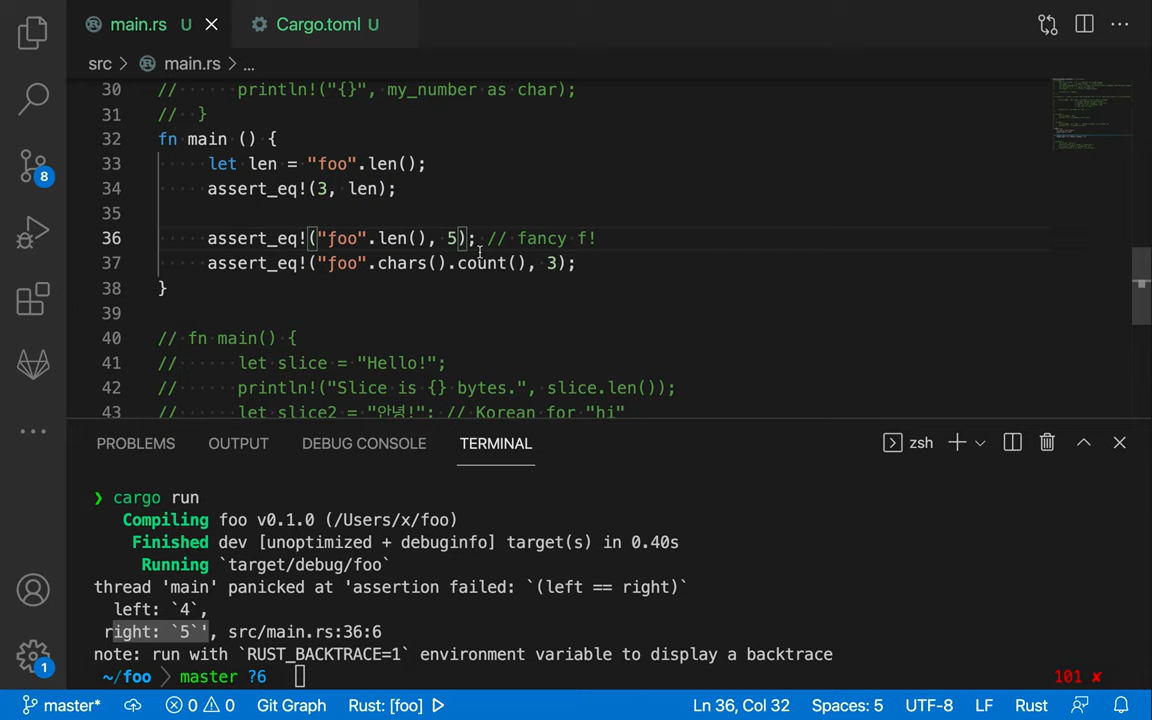 main.rs U Cargo.toml U
src > main.rs > ...
30 // ······println!("{}", my_number as char);
31 // }
32 fn main () {
33 ·····let len = "foo".len();
34 ·····assert_eq!(3, len);
35
36 ·····assert_eq!("ƒoo".len(), 5); // fancy f!
37 ·····assert_eq!("ƒoo".chars().count(), 3);
38 }
39
40 // fn main() {
41 // ······let slice = "Hello!";
42 // ······println!("Slice is {} bytes.", slice.len());
43 // ······let slice2 = "안녕!"; // Korean for "hi"
8
PROBLEMS OUTPUT DEBUG CONSOLE TERMINAL zsh
❯ cargo run
Compiling foo v0.1.0 (/Users/x/foo)
Finished dev [unoptimized + debuginfo] target(s) in 0.40s
Running `target/debug/foo`
thread 'main' panicked at 'assertion failed: `(left == right)`
left: `4`,
right: `5`', src/main.rs:36:6
note: run with `RUST_BACKTRACE=1` environment variable to display a backtrace
~/foo master ?6 101 ✘
1
master* 0 0 Git Graph Rust: [foo] Ln 36, Col 32 Spaces: 5 UTF-8 LF Rust